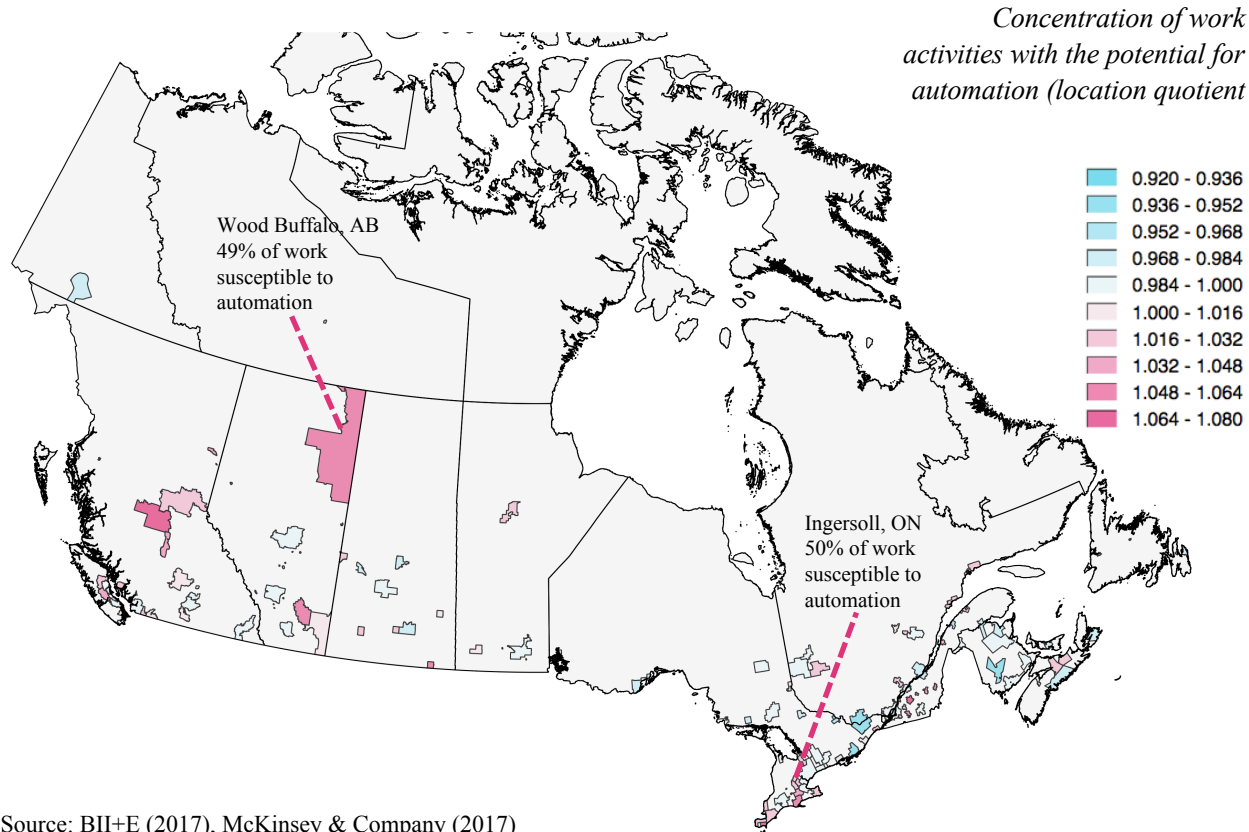 Concentration of work
activities with the potential for
automation (location quotient
0.920 - 0.936
0.936 - 0.952
0.952 - 0.968
0.968 - 0.984
0.984 - 1.000
1.000 - 1.016
1.016 - 1.032
1.032 - 1.048
1.048 - 1.064
1.064 - 1.080
Wood Buffalo, AB
49% of work
susceptible to
automation
Ingersoll, ON
50% of work
susceptible to
automation
Source: BII+E (2017), McKinsey & Company (2017)